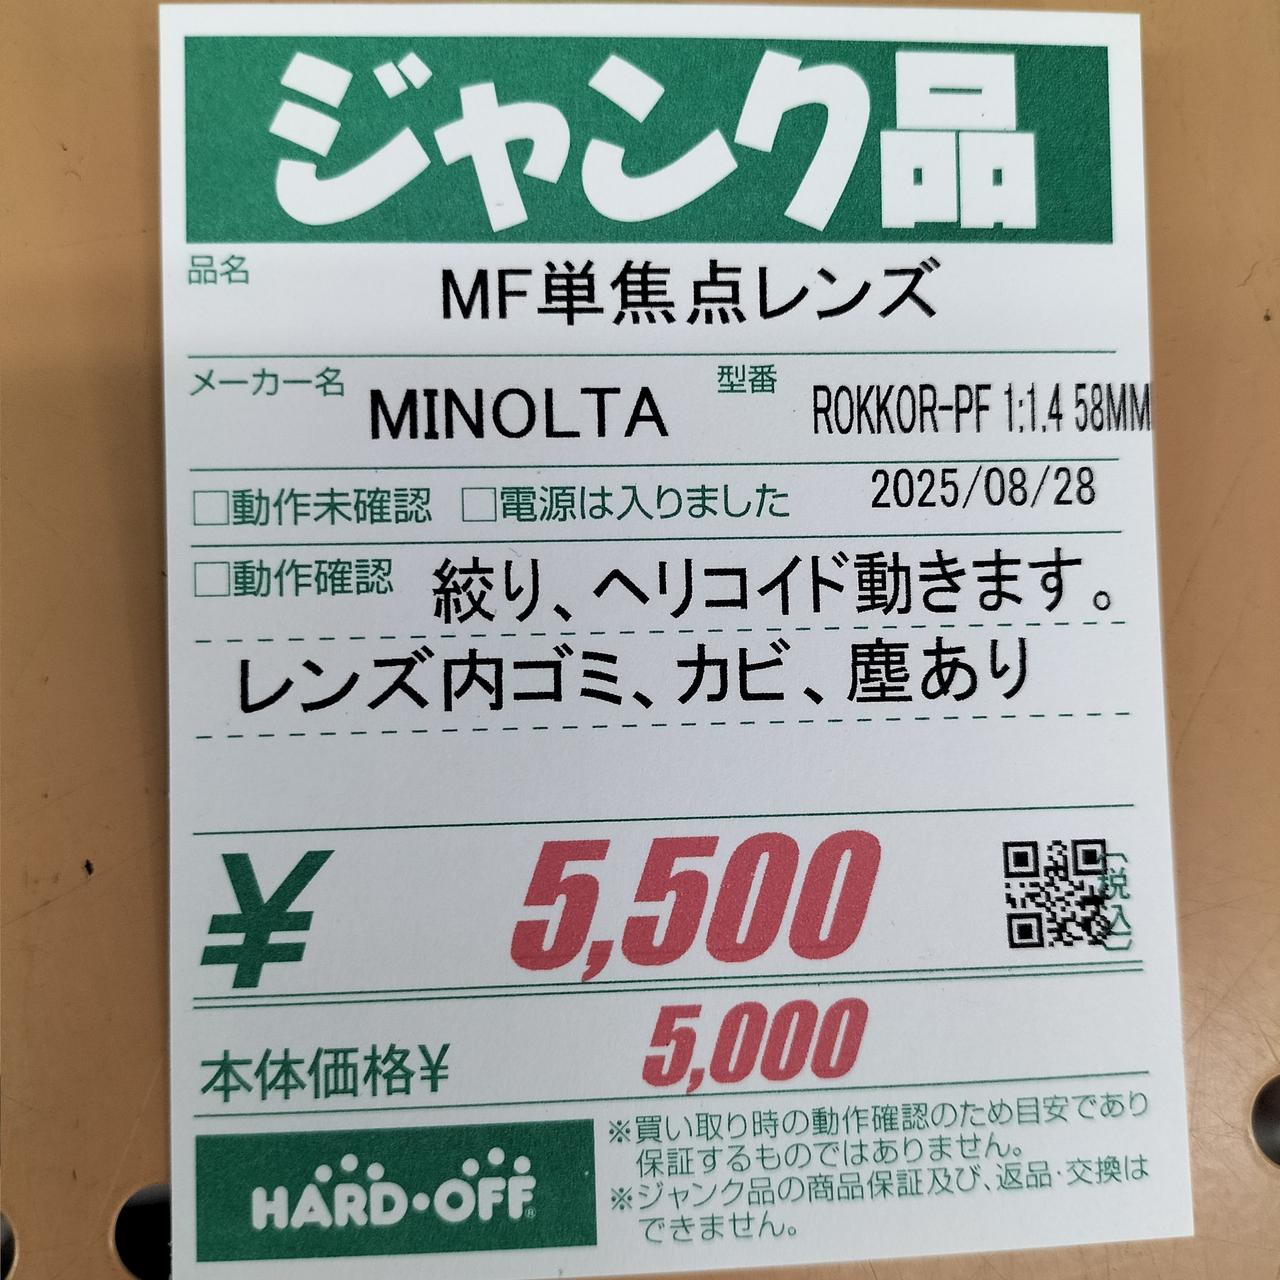 ジャンク品
品名 MF単焦点レンズ
メーカー名 MINOLTA 型番 ROKKOR-PF 1:1.4 58MM
□動作未確認 □電源は入りました 2025/08/28
□動作確認 絞り、ヘリコイド動きます。
レンズ内ゴミ、カビ、塵あり
¥ 5,500 (税込)
本体価格¥ 5,000
HARD・OFF®
※買い取り時の動作確認のため目安であり
保証するものではありません。
※ジャンク品の商品保証及び、返品・交換は
できません。